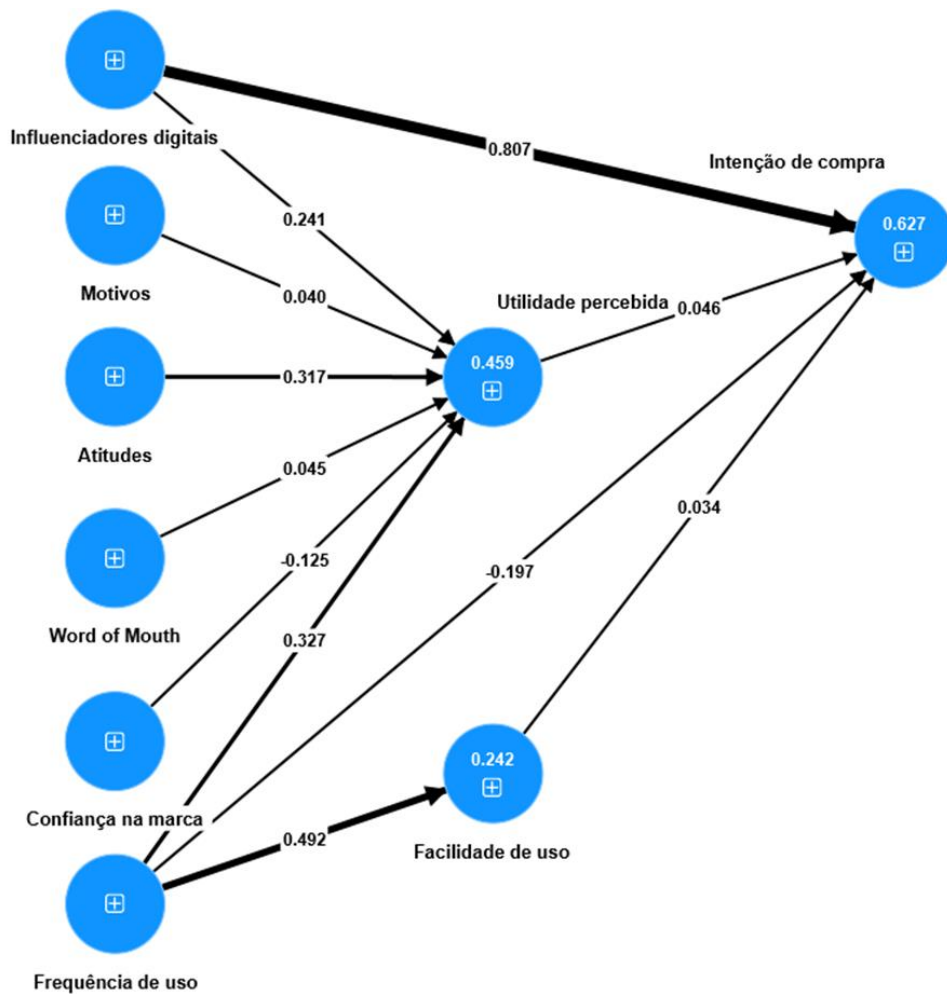 Influenciadores digitais
0.807
Intenção de compra
0.627
0.241
Motivos
0.040
Utilidade percebida
0.046
0.459
0.317
Atitudes
0.045
0.034
-0.125
-0.197
Word of Mouth
0.327
0.242
Confiança na marca
0.492
Facilidade de uso
Frequência de uso